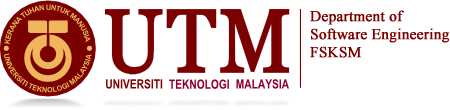 KERANA TUHAN UNTUK MANUSIA
UNIVERSITI TEKNOLOGI MALAYSIA
UTM
UNIVERSITI TEKNOLOGI MALAYSIA
Department of
Software Engineering
FSKSM